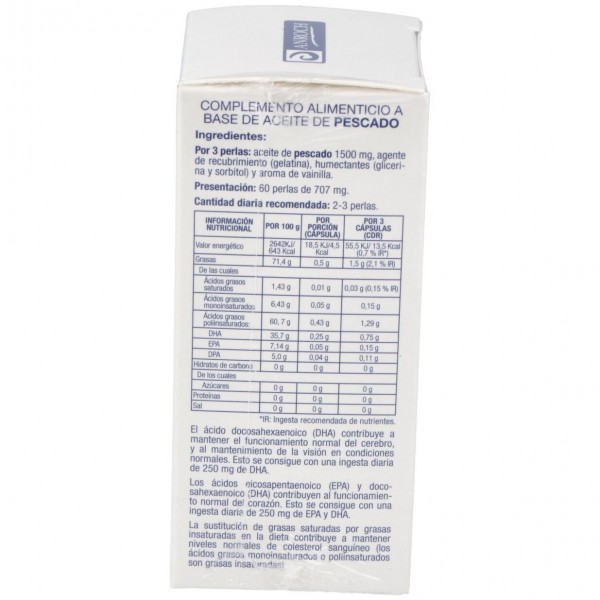 ANROCH
COMPLEMENTO ALIMENTICIO A
BASE DE ACEITE DE PESCADO
Ingredientes:
Por 3 perlas: aceite de pescado 1500 mg, agente
de recubrimiento (gelatina), humectantes (gliceri-
na y sorbitol) y aroma de vainilla.
Presentación: 60 perlas de 707 mg.
Cantidad diaria recomendada: 2-3 perlas.
INFORMACIÓN NUTRICIONAL POR 100 g POR PORCIÓN (CÁPSULA) POR 3 CÁPSULAS (CDR)
Valor energético 2642KJ/ 643 Kcal 18,5 KJ/4,5 Kcal 55,5 KJ/ 13,5 Kcal (0,7 % IR*)
Grasas 71,4 g 0,5 g 1,5 g (2,1 % IR)
De las cuales
Ácidos grasos saturados 1,43 g 0,01 g 0,03 g (0,15 % IR)
Ácidos grasos monoinsaturados 6,43 g 0,05 g 0,15 g
Ácidos grasos poliinsaturados: 60,7 g 0,43 g 1,29 g
DHA 35,7 g 0,25 g 0,75 g
EPA 7,14 g 0,05 g 0,15 g
DPA 5,0 g 0,04 g 0,11 g
Hidratos de carbono 0 g 0 g 0 g
De los cuales
Azúcares 0 g 0 g 0 g
Proteínas 0 g 0 g 0 g
Sal 0 g 0 g 0 g
*IR: Ingesta recomendada de nutrientes.
El ácido docosahexaenoico (DHA) contribuye a
mantener el funcionamiento normal del cerebro,
y al mantenimiento de la visión en condiciones
normales. Esto se consigue con una ingesta diaria
de 250 mg de DHA.
Los ácidos eicosapentaenoico (EPA) y doco-
sahexaenoico (DHA) contribuyen al funcionamien-
to normal del corazón. Esto se consigue con una
ingesta diaria de 250 mg de EPA y DHA.
La sustitución de grasas saturadas por grasas
insaturadas en la dieta contribuye a mantener
niveles normales de colesterol sanguíneo (los
ácidos grasos monoinsaturados o poliinsaturados
son grasas insaturadas)